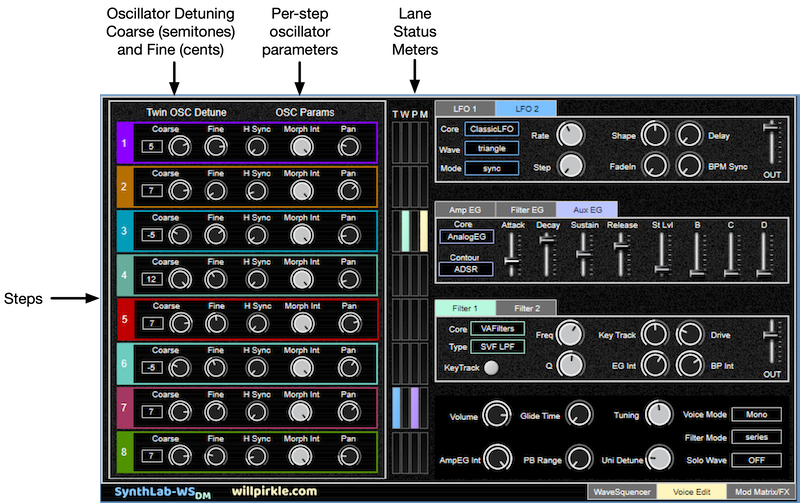 Oscillator Detuning
Coarse (semitones)
and Fine (cents)
Per-step
oscillator
parameters
Lane
Status
Meters
Steps
Twin OSC Detune OSC Params
T W P M
1 Coarse Fine H Sync Morph Int Pan
5
2 Coarse Fine H Sync Morph Int Pan
7
3 Coarse Fine H Sync Morph Int Pan
-5
4 Coarse Fine H Sync Morph Int Pan
12
5 Coarse Fine H Sync Morph Int Pan
7
6 Coarse Fine H Sync Morph Int Pan
-5
7 Coarse Fine H Sync Morph Int Pan
7
8 Coarse Fine H Sync Morph Int Pan
7
LFO 1 LFO 2
Core ClassicLFO Rate Shape Delay
Wave triangle
Mode sync Step FadeIn BPM Sync
OUT
Amp EG Filter EG Aux EG
Core Attack Decay Sustain Release St Lvl B C D
AnalogEG
Contour
ADSR
Filter 1 Filter 2
Core VAFilters Freq Key Track Drive
Type SVF LPF
KeyTrack Q EG Int BP Int
OUT
Volume Glide Time Tuning Voice Mode Mono
Filter Mode series
AmpEG Int PB Range Uni Detune Solo Wave OFF
SynthLab-WS DM willpirkle.com
WaveSquencer Voice Edit Mod Matrix/FX